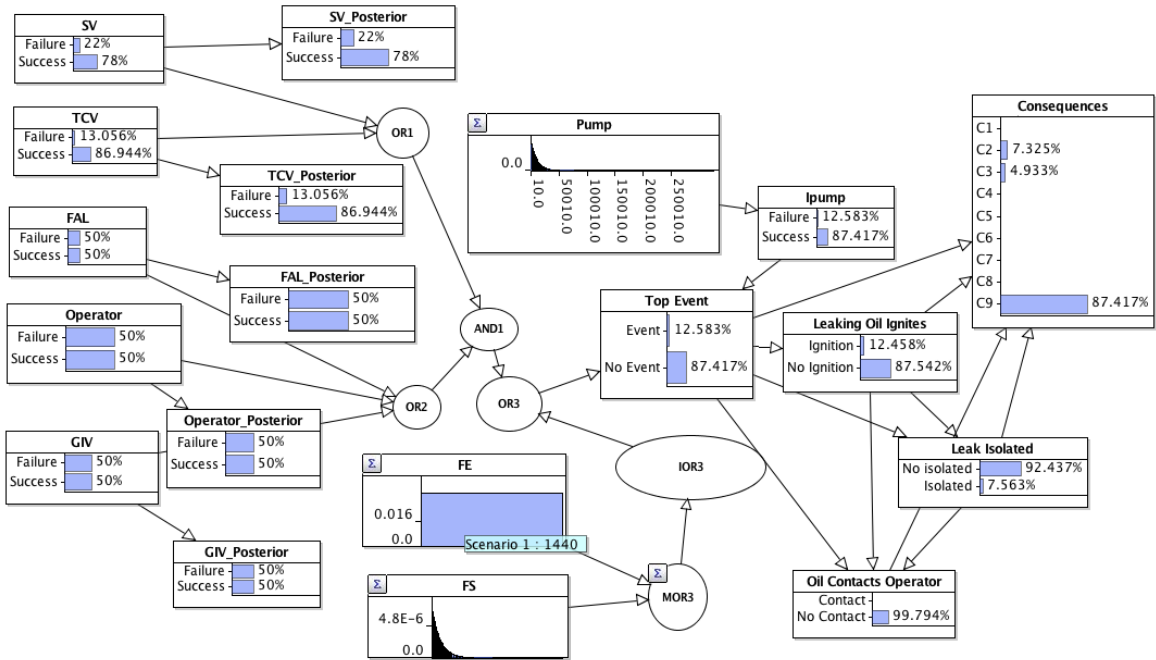 SV
Failure 22%
Success 78%
SV_Posterior
Failure 22%
Success 78%
TCV
Failure 13.056%
Success 86.944%
OR1
TCV_Posterior
Failure 13.056%
Success 86.944%
Σ
Pump
0.0
10.0
500010.0
1000010.0
1500010.0
2000010.0
2500010.0
Consequences
C1
C2 7.325%
C3 4.933%
C4
C5
C6
C7
C8
C9 87.417%
Ipump
Failure 12.583%
Success 87.417%
FAL
Failure 50%
Success 50%
FAL_Posterior
Failure 50%
Success 50%
Operator
Failure 50%
Success 50%
AND1
Top Event
Event 12.583%
No Event 87.417%
Leaking Oil Ignites
Ignition 12.458%
No Ignition 87.542%
OR2
OR3
Operator_Posterior
Failure 50%
Success 50%
GIV
Failure 50%
Success 50%
Leak Isolated
No isolated 92.437%
Isolated 7.563%
IOR3
Σ
FE
0.016
0.0
Scenario 1 : 1440
GIV_Posterior
Failure 50%
Success 50%
Σ
FS
4.8E-6
0.0
Σ
MOR3
Oil Contacts Operator
Contact
No Contact 99.794%